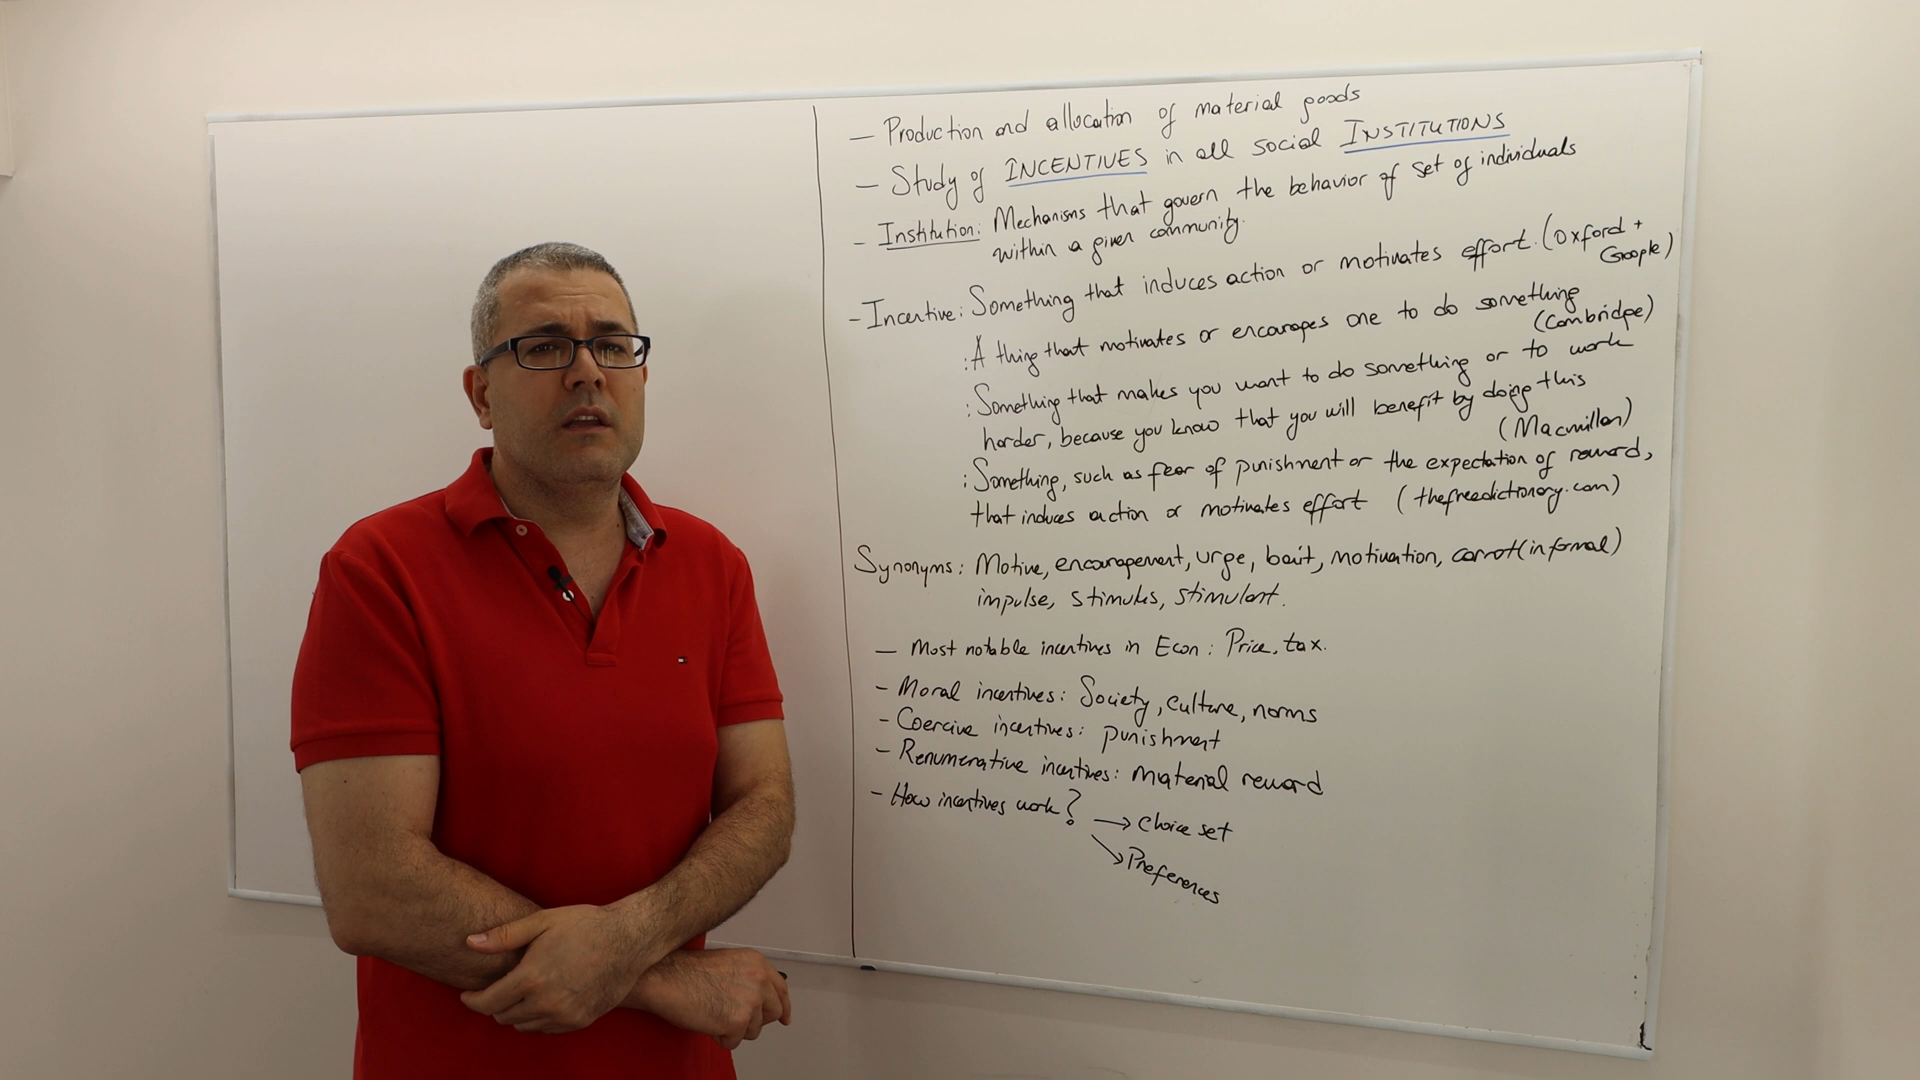 — Production and allocation of material goods
— Study of INCENTIVES in all social INSTITUTIONS
- Institution: Mechanisms that govern the behavior of set of individuals
within a given community.
- Incentive: Something that induces action or motivates effort. (Oxford +
Google)
: A thing that motivates or encourages one to do something
(Cambridge)
: Something that makes you want to do something or to work
harder, because you know that you will benefit by doing this
(Macmillan)
: Something, such as fear of punishment or the expectation of reward,
that induces action or motivates effort (thefreedictionary.com)
Synonyms: Motive, encouragement, urge, bait, motivation, carrot (informal)
impulse, stimulus, stimulant.
— Most notable incentives in Econ: Price, tax.
- Moral incentives: Society, culture, norms
- Coercive incentives: punishment
- Renumerative incentives: material reward
- How incentives work? → Choice set
→ Preferences